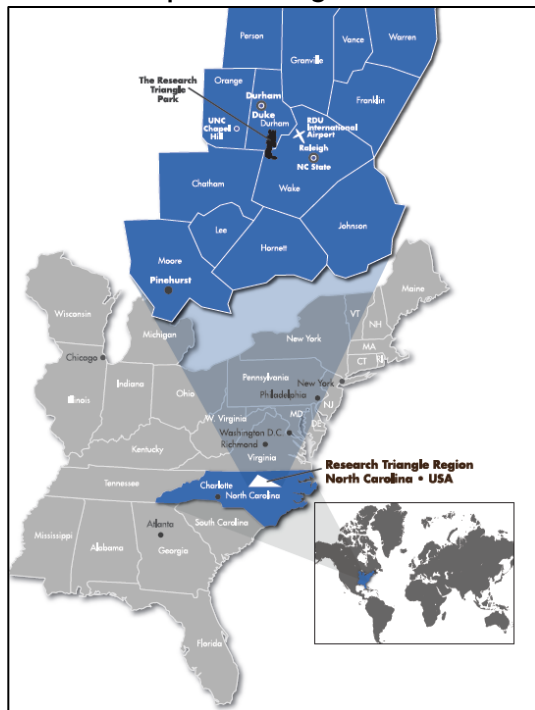 Person
Vance
Warren
Granville
Orange
Franklin
The Research
Triangle
Park
Durham
Duke
Durham
UNC
Chapel
Hill
RDU
International
Airport
Raleigh
NC State
Chatham
Wake
Lee
Johnson
Harnett
Moore
Pinehurst
Wisconsin
Michigan
Chicago
Illinois
Indiana
Ohio
Kentucky
Tennessee
Mississippi
Alabama
Georgia
Atlanta
Florida
South Carolina
Charlotte
North Carolina
Virginia
Richmond
Washington D.C.
W. Virginia
MD
DE
NJ
Pennsylvania
Philadelphia
New York
New York
VT
NH
Maine
MA
CT
RI
Research Triangle Region
North Carolina • USA